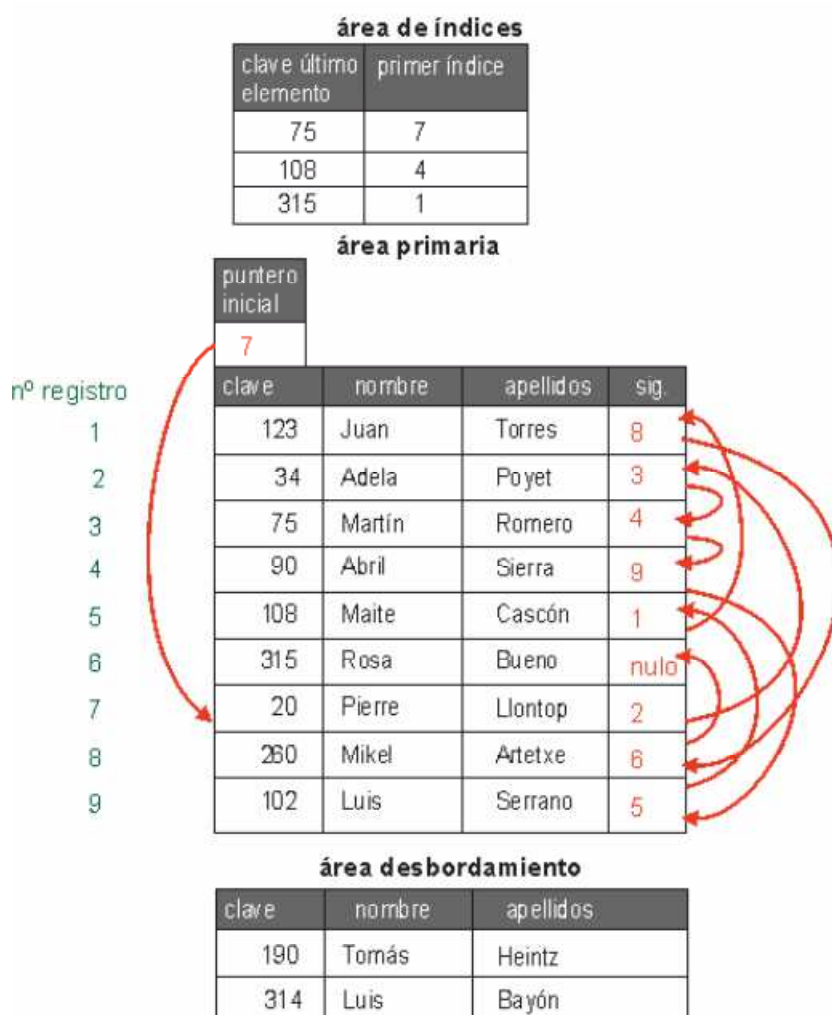 área de índices
clave último elemento primer índice
75 7
108 4
315 1
área primaria
puntero inicial
7
nº registro clave nombre apellidos sig.
1 123 Juan Torres 8
2 34 Adela Poyet 3
3 75 Martín Romero 4
4 90 Abril Sierra 9
5 108 Maite Cascón 1
6 315 Rosa Bueno nulo
7 20 Pierre Llontop 2
8 260 Mikel Artetxe 6
9 102 Luis Serrano 5
área desbordamiento
clave nombre apellidos
190 Tomás Heintz
314 Luis Bayón